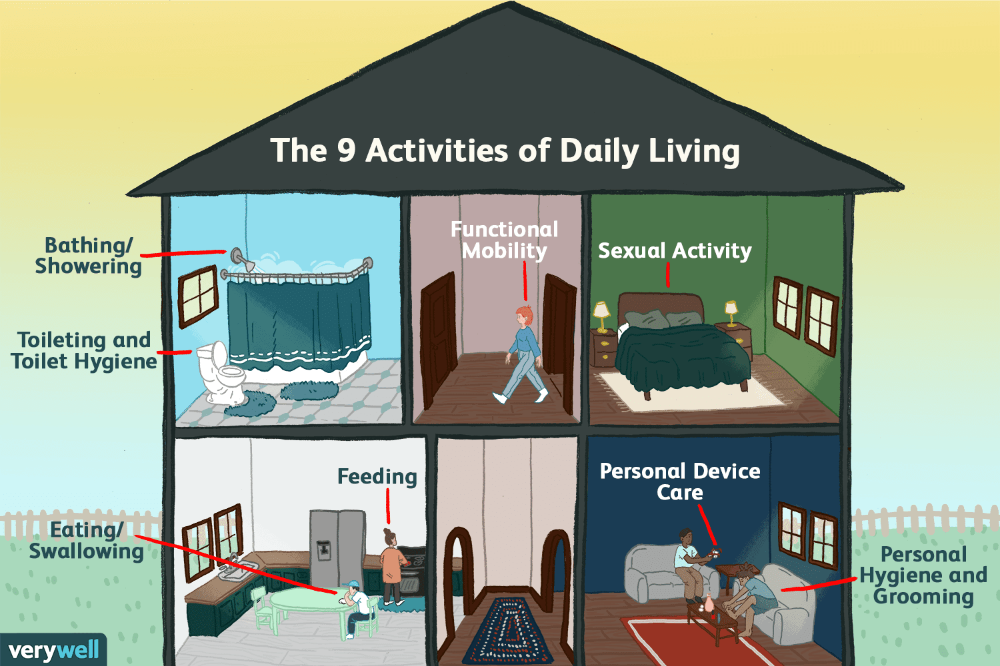 The 9 Activities of Daily Living
Bathing/
Showering
Functional
Mobility
Sexual Activity
Toileting and
Toilet Hygiene
Feeding
Personal Device
Care
Eating/
Swallowing
Personal
Hygiene and
Grooming
verywell